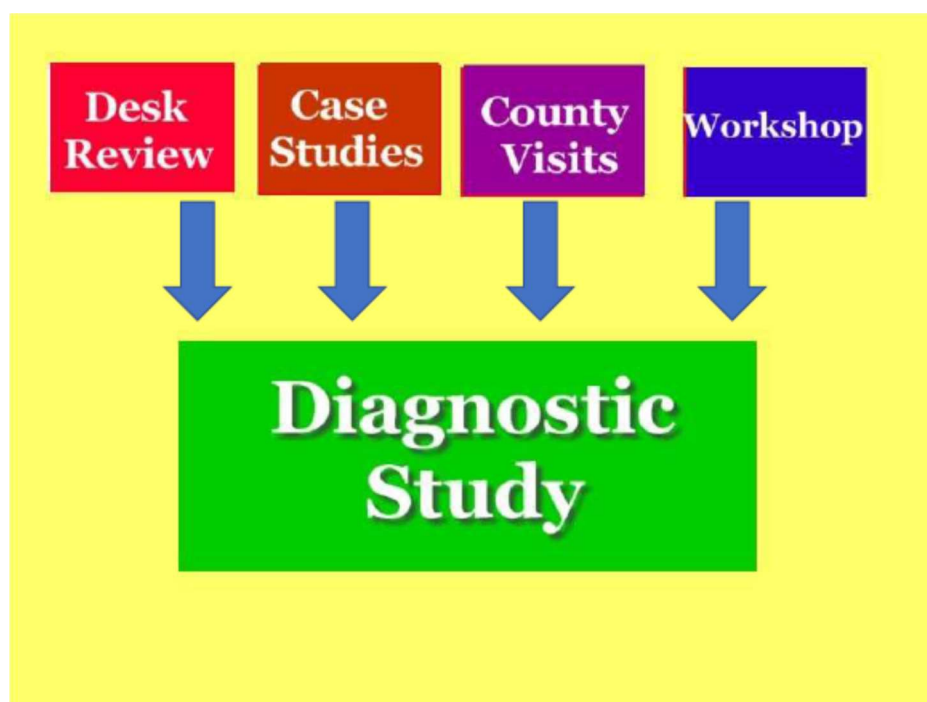 Desk
Review
Case
Studies
County
Visits
Workshop
Diagnostic
Study